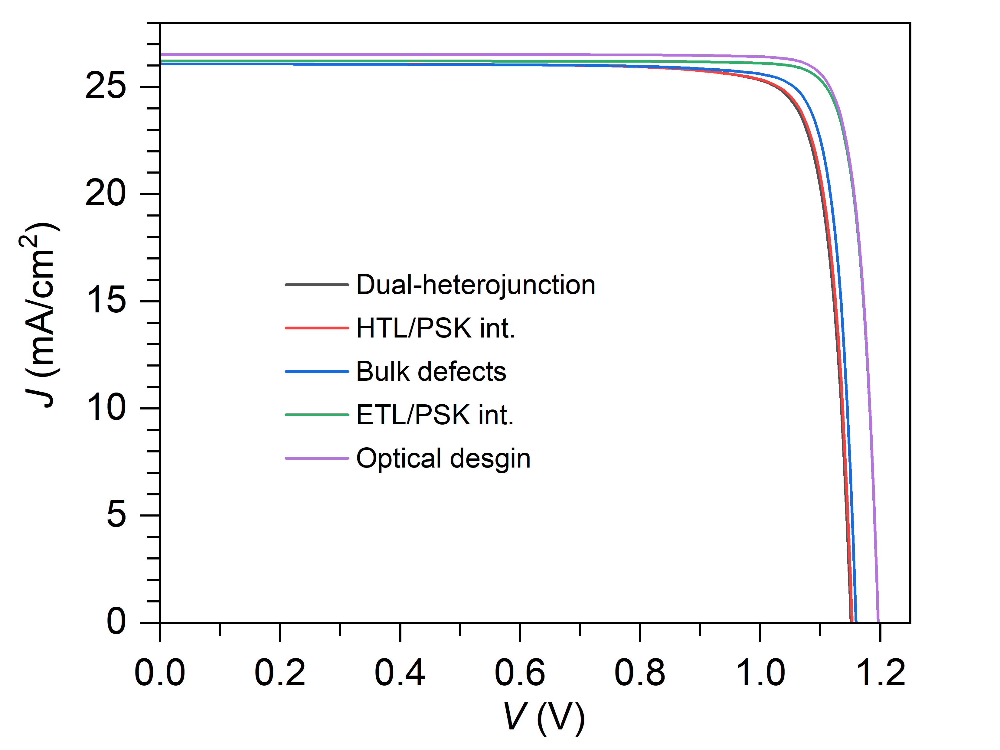 25
20
15
10
5
0
J (mA/cm²)
Dual-heterojunction
HTL/PSK int.
Bulk defects
ETL/PSK int.
Optical desgin
0.0 0.2 0.4 0.6 0.8 1.0 1.2
V (V)